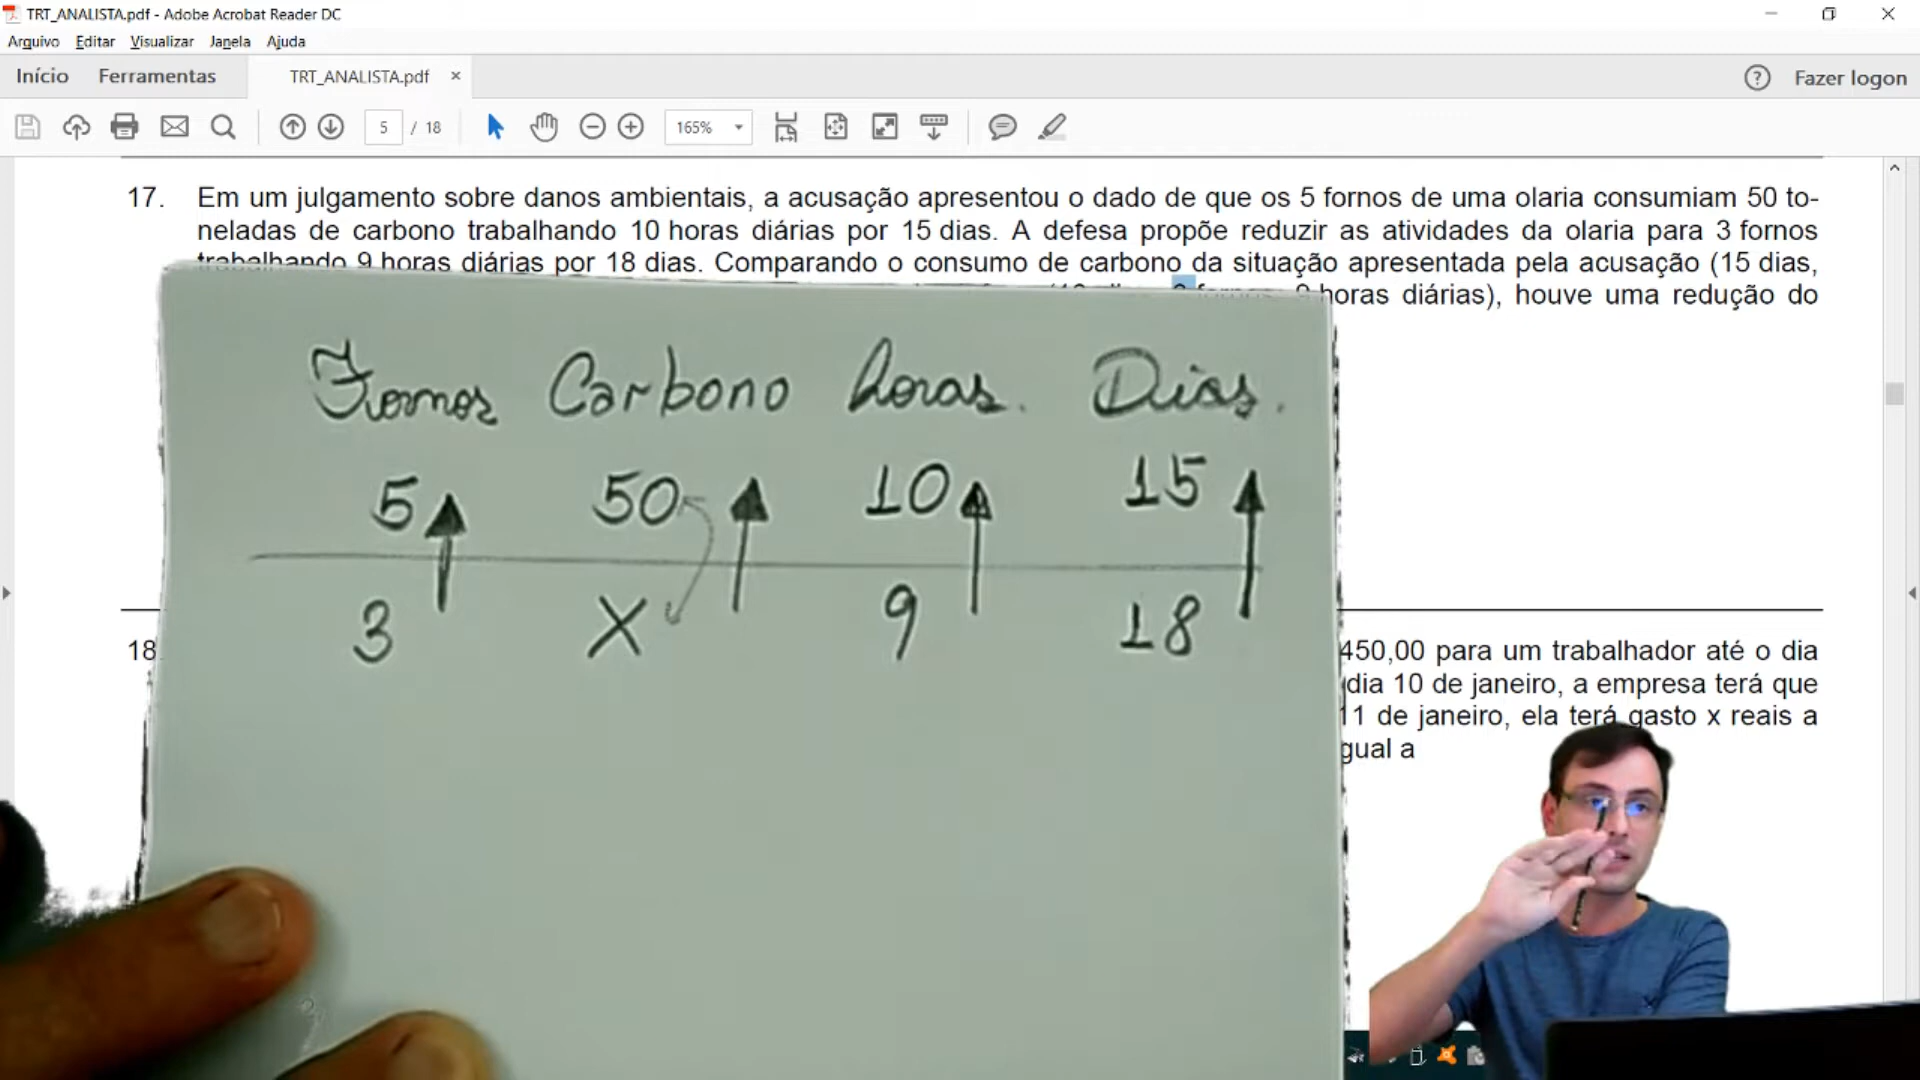 TRT_ANALISTA.pdf - Adobe Acrobat Reader DC
Arquivo Editar Visualizar Janela Ajuda
Início Ferramentas TRT_ANALISTA.pdf × Fazer logon
5 / 18 165%
17. Em um julgamento sobre danos ambientais, a acusação apresentou o dado de que os 5 fornos de uma olaria consumiam 50 to-
neladas de carbono trabalhando 10 horas diárias por 15 dias. A defesa propõe reduzir as atividades da olaria para 3 fornos
trabalhando 9 horas diárias por 18 dias. Comparando o consumo de carbono da situação apresentada pela acusação (15 dias,
horas diárias), houve uma redução do
Fornos Carbono horas. Dias.
5 50 10 15
3 X 9 18
18
450,00 para um trabalhador até o dia
dia 10 de janeiro, a empresa terá que
11 de janeiro, ela terá gasto x reais a
gual a